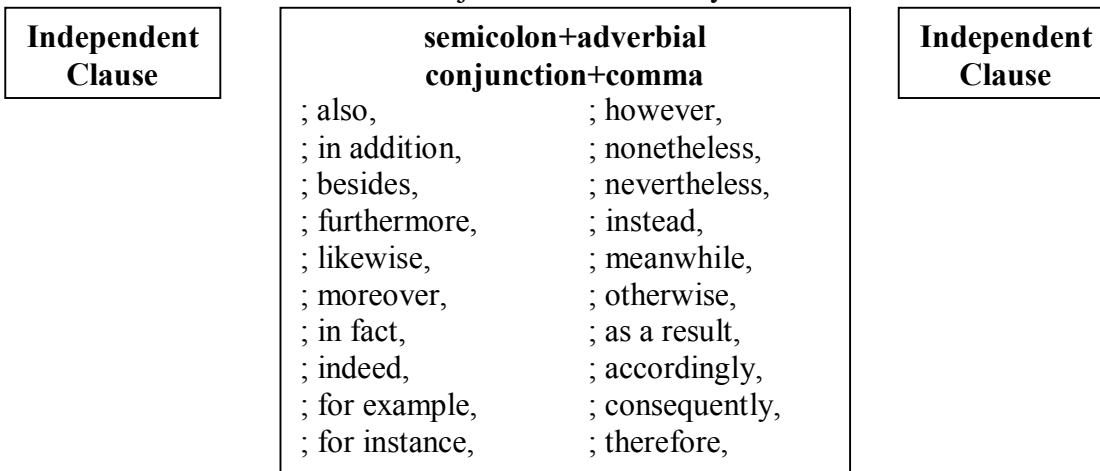 Independent
Clause
semicolon+adverbial
conjunction+comma
; also, ; however,
; in addition, ; nonetheless,
; besides, ; nevertheless,
; furthermore, ; instead,
; likewise, ; meanwhile,
; moreover, ; otherwise,
; in fact, ; as a result,
; indeed, ; accordingly,
; for example, ; consequently,
; for instance, ; therefore,
Independent
Clause